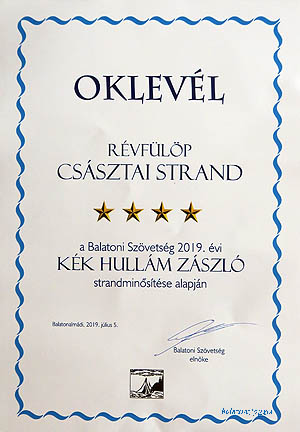 OKLEVÉL
RÉVFÜLÖP
CSÁSZTAI STRAND
a Balatoni Szövetség 2019. évi
KÉK HULLÁM ZÁSZLÓ
strandminősítése alapján
Balatonalmádi, 2019. július 5.
Balatoni Szövetség
elnöke